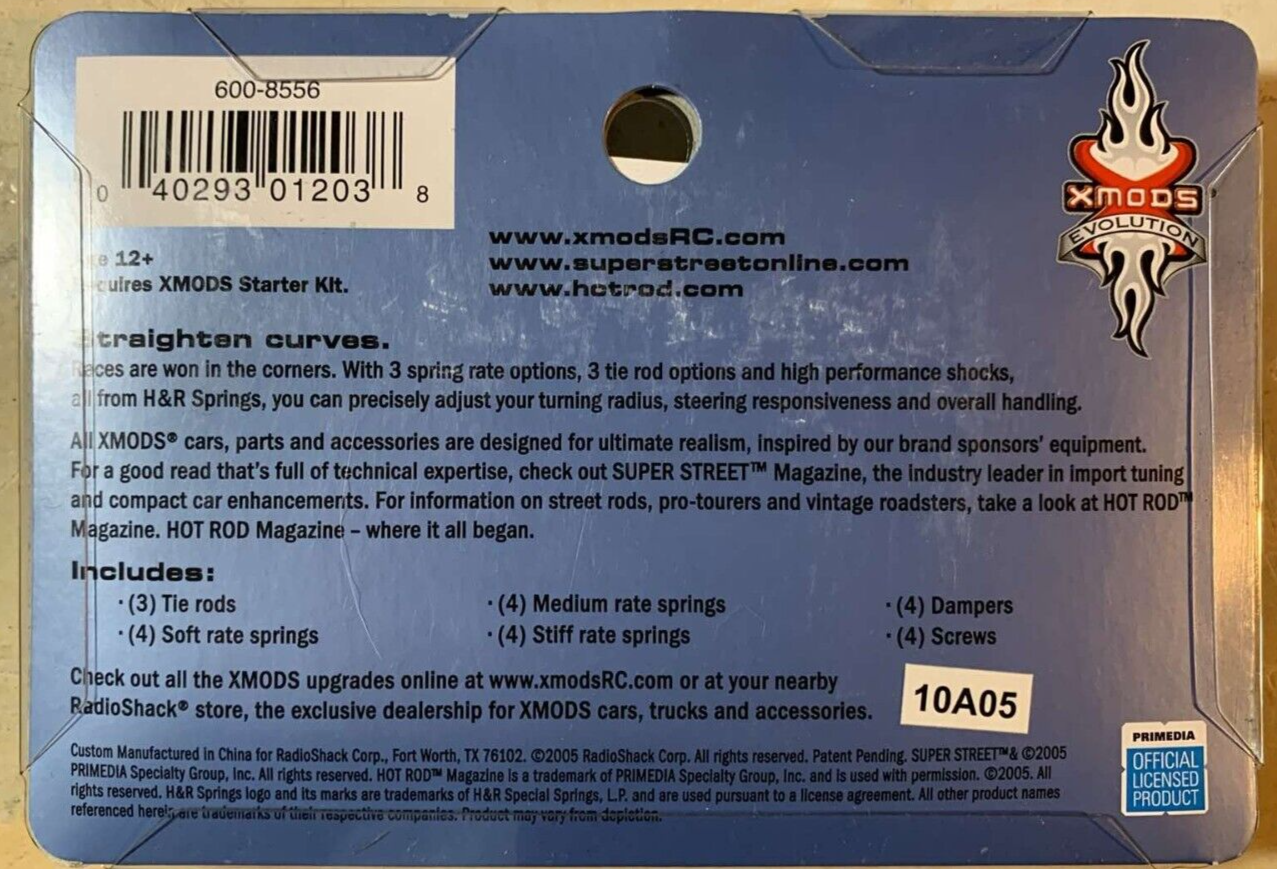 600-8556
0 40293 01203 8
XMODS
EVOLUTION
www.xmodsRC.com
www.superstreetonline.com
www.hotrod.com
e 12+
quires XMODS Starter Kit.
Straighten curves.
Races are won in the corners. With 3 spring rate options, 3 tie rod options and high performance shocks,
all from H&R Springs, you can precisely adjust your turning radius, steering responsiveness and overall handling.
All XMODS® cars, parts and accessories are designed for ultimate realism, inspired by our brand sponsors' equipment.
For a good read that's full of technical expertise, check out SUPER STREET™ Magazine, the industry leader in import tuning
and compact car enhancements. For information on street rods, pro-tourers and vintage roadsters, take a look at HOT ROD™
Magazine. HOT ROD Magazine – where it all began.
Includes:
· (3) Tie rods
· (4) Soft rate springs
· (4) Medium rate springs
· (4) Stiff rate springs
· (4) Dampers
· (4) Screws
Check out all the XMODS upgrades online at www.xmodsRC.com or at your nearby
RadioShack® store, the exclusive dealership for XMODS cars, trucks and accessories.
10A05
Custom Manufactured in China for RadioShack Corp., Fort Worth, TX 76102. ©2005 RadioShack Corp. All rights reserved. Patent Pending. SUPER STREET™& ©2005
PRIMEDIA Specialty Group, Inc. All rights reserved. HOT ROD™ Magazine is a trademark of PRIMEDIA Specialty Group, Inc. and is used with permission. ©2005. All
rights reserved. H&R Springs logo and its marks are trademarks of H&R Special Springs, L.P. and are used pursuant to a license agreement. All other product names
referenced herein are trademarks of their respective companies. Product may vary from depiction.
PRIMEDIA
OFFICIAL
LICENSED
PRODUCT